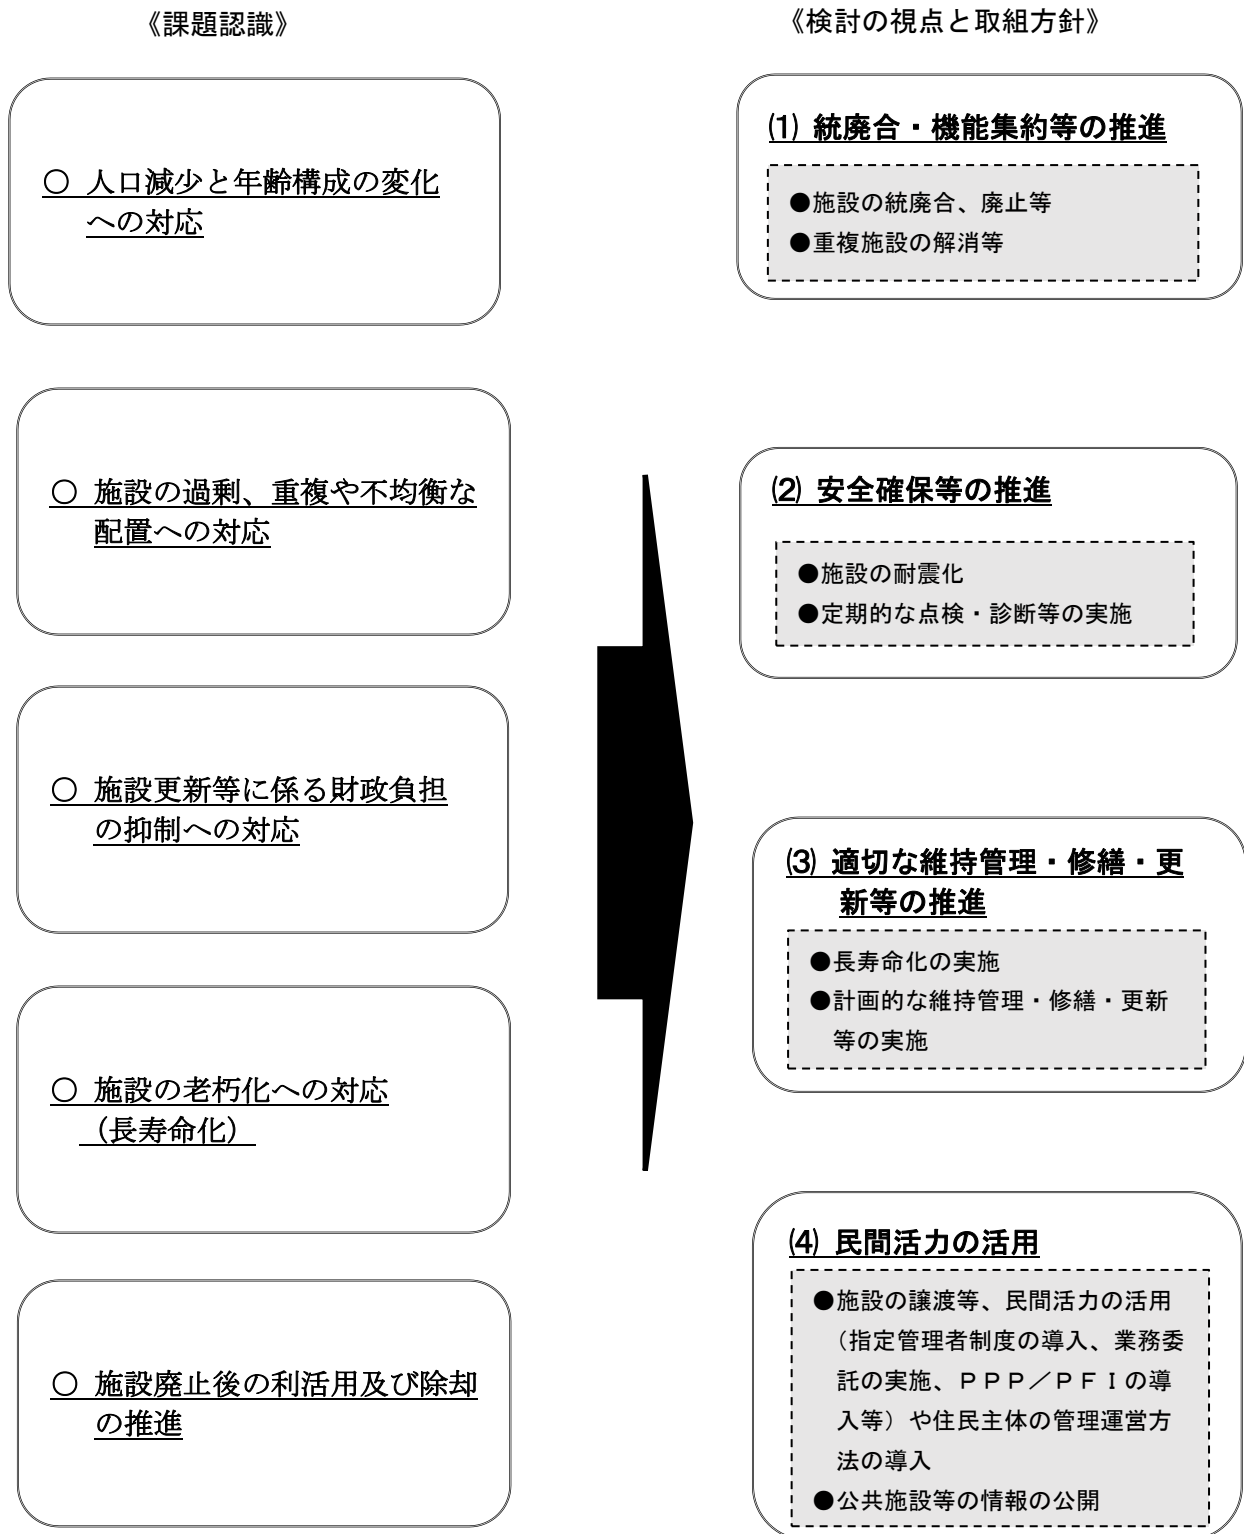 《課題認識》
○ 人口減少と年齢構成の変化
への対応
○ 施設の過剰、重複や不均衡な
配置への対応
○ 施設更新等に係る財政負担
の抑制への対応
○ 施設の老朽化への対応
（長寿命化）
○ 施設廃止後の利活用及び除却
の推進
《検討の視点と取組方針》
⑴ 統廃合・機能集約等の推進
●施設の統廃合、廃止等
●重複施設の解消等
⑵ 安全確保等の推進
●施設の耐震化
●定期的な点検・診断等の実施
⑶ 適切な維持管理・修繕・更
新等の推進
●長寿命化の実施
●計画的な維持管理・修繕・更新
等の実施
⑷ 民間活力の活用
●施設の譲渡等、民間活力の活用
（指定管理者制度の導入、業務委
託の実施、ＰＰＰ／ＰＦＩの導
入等）や住民主体の管理運営方
法の導入
●公共施設等の情報の公開